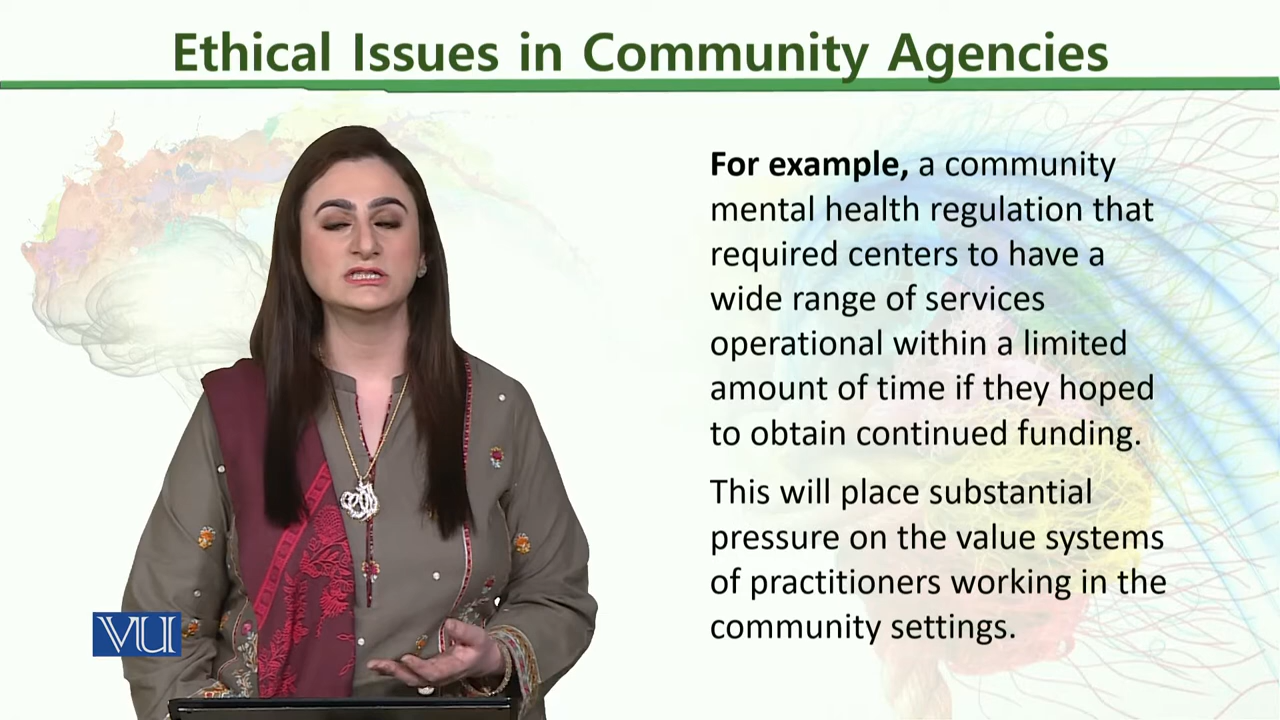 Ethical Issues in Community Agencies
For example, a community
mental health regulation that
required centers to have a
wide range of services
operational within a limited
amount of time if they hoped
to obtain continued funding.
This will place substantial
pressure on the value systems
of practitioners working in the
community settings.
VU